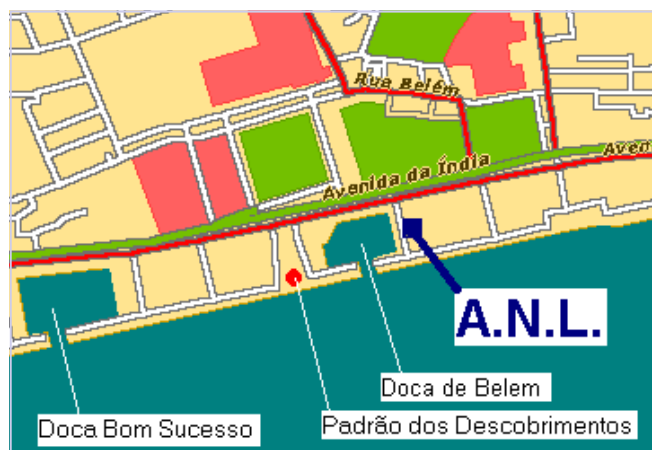 Rua Belém
Avenida da Índia
Aven
A.N.L.
Doca de Belem
Doca Bom Sucesso
Padrão dos Descobrimentos